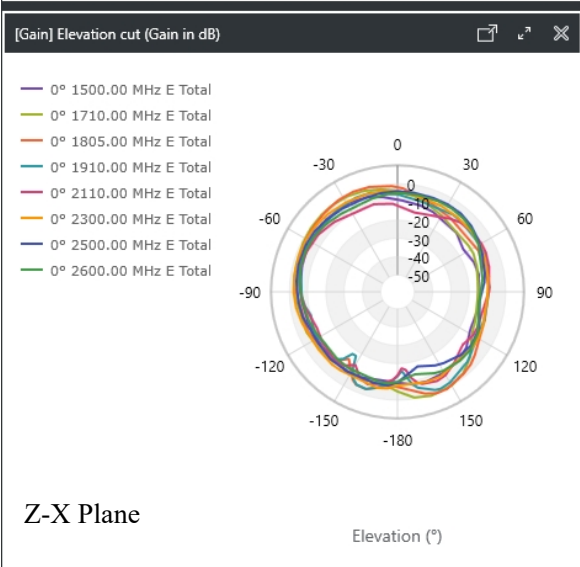 [Gain] Elevation cut (Gain in dB)
0° 1500.00 MHz E Total
0° 1710.00 MHz E Total
0° 1805.00 MHz E Total
0° 1910.00 MHz E Total
0° 2110.00 MHz E Total
0° 2300.00 MHz E Total
0° 2500.00 MHz E Total
0° 2600.00 MHz E Total
0
-30
30
-60
60
-90
90
-120
120
-150
150
-180
0
-10
-20
-30
-40
-50
Z-X Plane
Elevation (°)